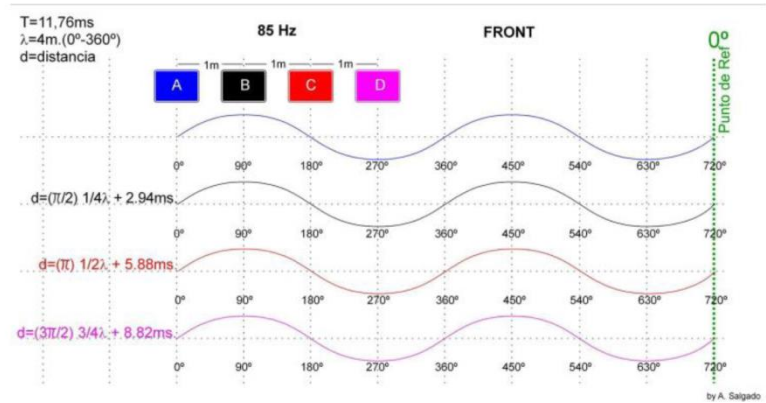 T=11,76ms
λ=4m.(0º-360º)
d=distancia
85 Hz
FRONT
0º
Punto de Ref
1m 1m 1m
A B C D
0º 90º 180º 270º 360º 450º 540º 630º 720º
d=(π/2) 1/4λ + 2.94ms
0º 90º 180º 270º 360º 450º 540º 630º 720º
d=(π) 1/2λ + 5.88ms
0º 90º 180º 270º 360º 450º 540º 630º 720º
d=(3π/2) 3/4λ + 8.82ms
0º 90º 180º 270º 360º 450º 540º 630º 720º
by A. Salgado